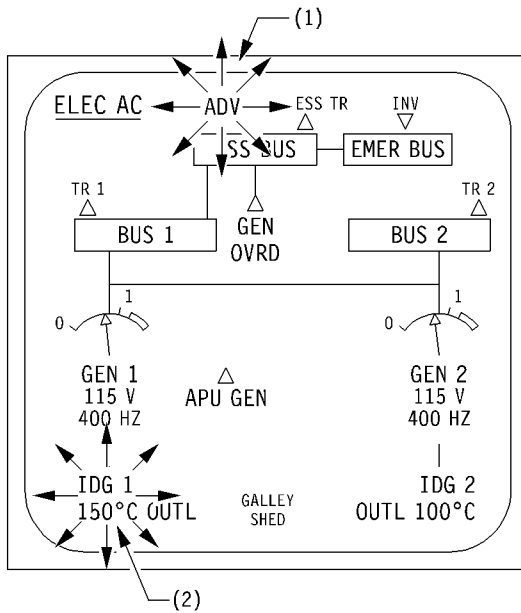 (1)
ELEC AC
ADV
ESS TR
INV
SS BUS
EMER BUS
TR 1
TR 2
GEN
OVRD
BUS 1
BUS 2
0
1
0
1
GEN 1
115 V
400 HZ
APU GEN
GEN 2
115 V
400 HZ
IDG 1
150°C OUTL
GALLEY
SHED
IDG 2
OUTL 100°C
(2)